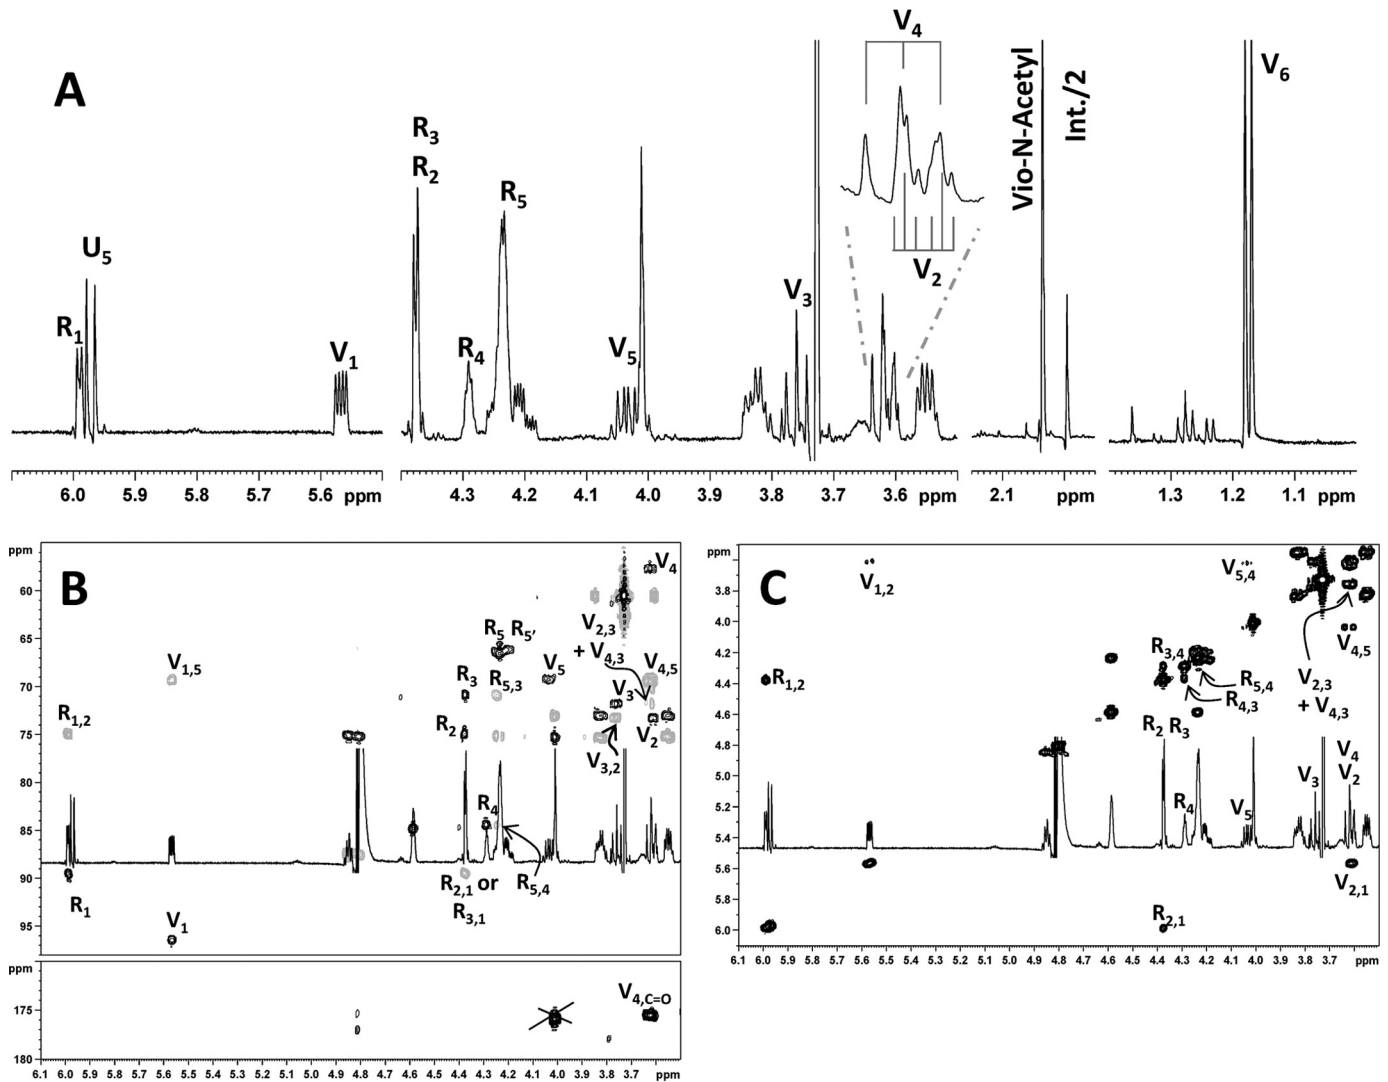 A
R3
R2
U5
R1
V1
R5
R4
V5
V3
V4
V2
Vio-N-Acetyl
Int./2
V6
6.0 5.9 5.8 5.7 5.6 ppm
4.3 4.2 4.1 4.0 3.9 3.8 3.7 3.6 ppm
2.1 ppm
1.3 1.2 1.1 ppm
ppm
B
60
65
70
75
80
85
90
95
V4
V2,3
+ V4,3
R5 R5'
V5
V4,5
V1,5
R3
R5,3
V3
R1,2
R2
V2
V3,2
R4
R2,1 or
R3,1
R5,4
R1
V1
ppm
175
180
V4,C=O
6.1 6.0 5.9 5.8 5.7 5.6 5.5 5.4 5.3 5.2 5.1 5.0 4.9 4.8 4.7 4.6 4.5 4.4 4.3 4.2 4.1 4.0 3.9 3.8 3.7 ppm
ppm
C
3.8
4.0
4.2
4.4
4.6
4.8
5.0
5.2
5.4
5.6
5.8
6.0
V1,2
V5,4
V4,5
R3,4
R1,2
R5,4
R4,3
V2,3
+ V4,3
R2 R3
V4
V2
V3
R4
V5
V2,1
R2,1
6.1 6.0 5.9 5.8 5.7 5.6 5.5 5.4 5.3 5.2 5.1 5.0 4.9 4.8 4.7 4.6 4.5 4.4 4.3 4.2 4.1 4.0 3.9 3.8 3.7 ppm